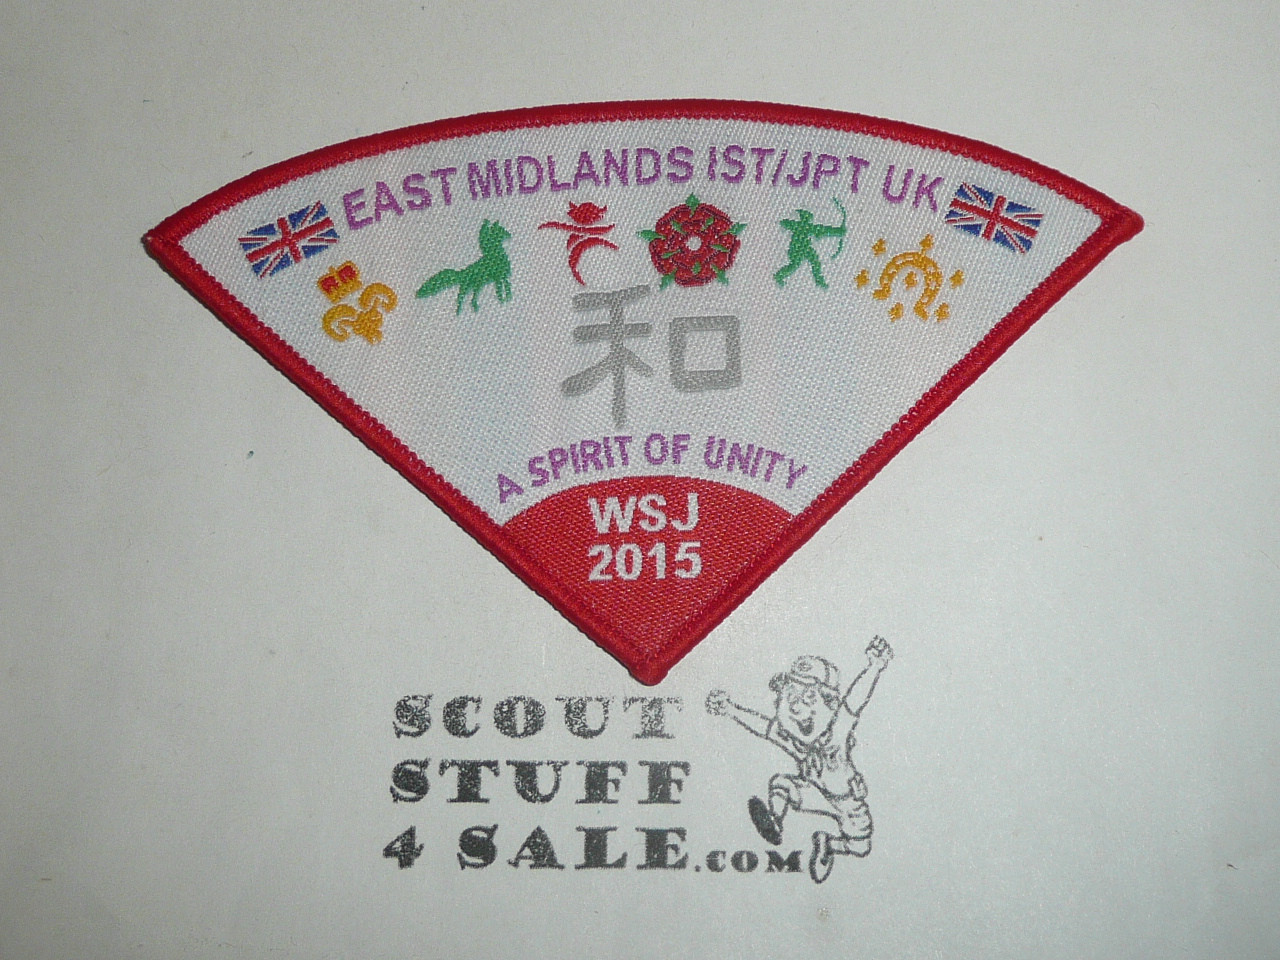 EAST MIDLANDS IST/JPT UK
和
A SPIRIT OF UNITY
WSJ
2015
SCOUT
STUFF
4 SALE.COM